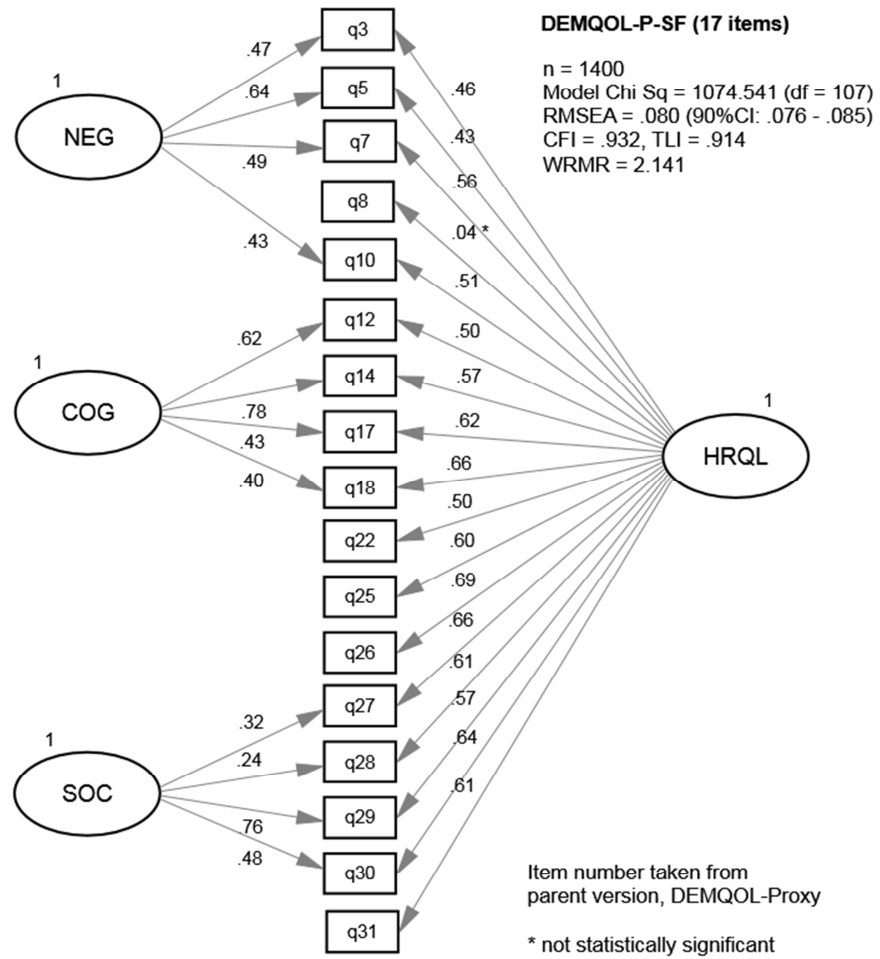 DEMQOL-P-SF (17 items)
n = 1400
Model Chi Sq = 1074.541 (df = 107)
RMSEA = .080 (90%CI: .076 - .085)
CFI = .932, TLI = .914
WRMR = 2.141
1
NEG
.47
.64
.49
.43
1
COG
.62
.78
.43
.40
1
SOC
.32
.24
.76
.48
q3
q5
q7
q8
q10
q12
q14
q17
q18
q22
q25
q26
q27
q28
q29
q30
q31
.46
.43
.56
.04 *
.51
.50
.57
.62
.66
.50
.60
.69
.66
.61
.57
.64
.61
1
HRQL
Item number taken from
parent version, DEMQOL-Proxy
* not statistically significant